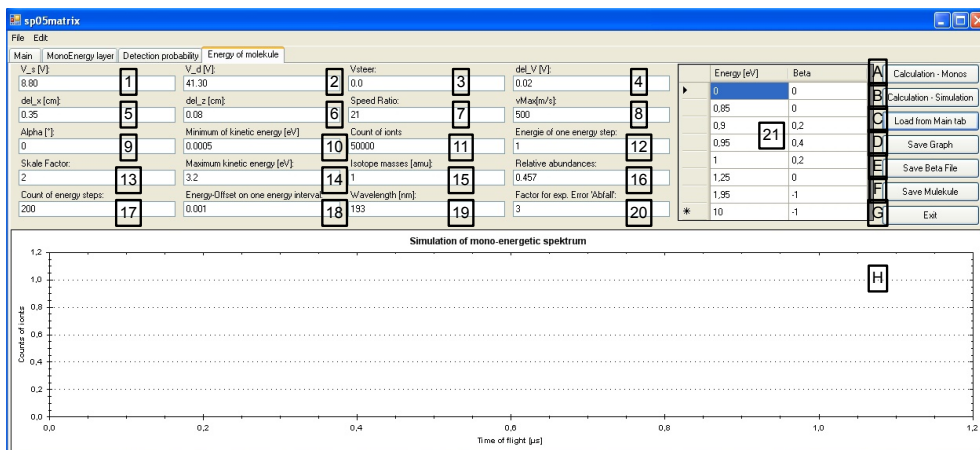 sp05matrix
File Edit
Main MonoEnergy layer Detection probability Energy of molekule
V_s [V]: V_d [V]: Vsteer: del_V [V]: Energy [eV] Beta A Calculation - Monos
8.80 1 41.30 2 0.0 3 0.02 4 0 0 B Calculation - Simulation
del_x [cm]: del_z [cm]: Speed Ratio: vMax[m/s]: 0,85 0
0.35 5 0.08 6 21 7 500 8 0,9 0,2 C Load from Main tab
Alpha [°]: Minimum of kinetic energy [eV] Count of ionts Energie of one energy step: 0,95 0,4 D Save Graph
0 9 0.0005 10 50000 11 1 12 21
Skale Factor: Maximum kinetic energy [eV]: Isotope masses [amu]: Relative abundances: 1 0,2 E Save Beta File
2 13 3.2 14 1 15 0.457 16 1,25 0
Count of energy steps: Energy-Offset on one energy interval Wavelength [nm]: Factor for exp. Error 'Abfall': 1,95 -1 F Save Mulekule
200 17 0.001 18 193 19 3 20 * 10 -1 G Exit
Simulation of mono-energetic spektrum
H
Counts of ionts
1,2
1,0
0,8
0,6
0,4
0,2
0,0
0,0 0,2 0,4 0,6 0,8 1,0 1,2
Time of flight [µs]